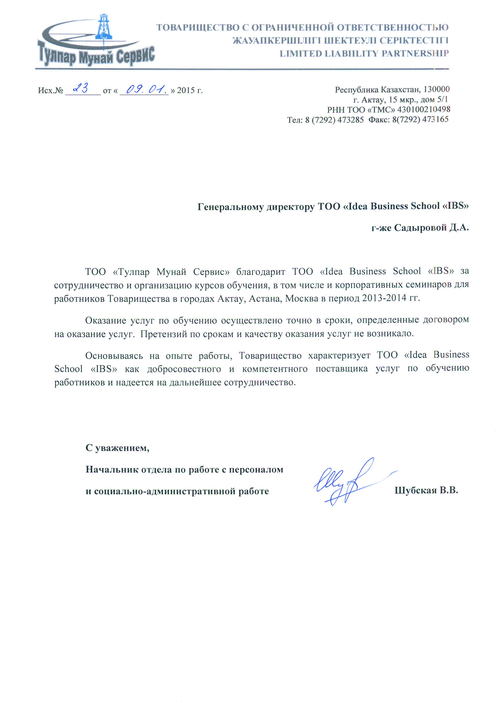 Тулпар Мунай Сервис
ТОВАРИЩЕСТВО С ОГРАНИЧЕННОЙ ОТВЕТСТВЕННОСТЬЮ
ЖАУАПКЕРШІЛІГІ ШЕКТЕУЛІ СЕРІКТЕСТІГІ
LIMITED LIABIILITY PARTNERSHIP
Исх.№ 23 от « 09.01. » 2015 г.
Республика Казахстан, 130000
г. Актау, 15 мкр., дом 5/1
РНН ТОО «ТМС» 430100210498
Тел: 8 (7292) 473285 Факс: 8(7292) 473165
Генеральному директору ТОО «Idea Business School «IBS»
г-же Садыровой Д.А.
ТОО «Тулпар Мунай Сервис» благодарит ТОО «Idea Business School «IBS» за
сотрудничество и организацию курсов обучения, в том числе и корпоративных семинаров для
работников Товарищества в городах Актау, Астана, Москва в период 2013-2014 гг.
Оказание услуг по обучению осуществлено точно в сроки, определенные договором
на оказание услуг. Претензий по срокам и качеству оказания услуг не возникало.
Основываясь на опыте работы, Товарищество характеризует ТОО «Idea Business
School «IBS» как добросовестного и компетентного поставщика услуг по обучению
работников и надеется на дальнейшее сотрудничество.
С уважением,
Начальник отдела по работе с персоналом
и социально-административной работе
Шубская В.В.